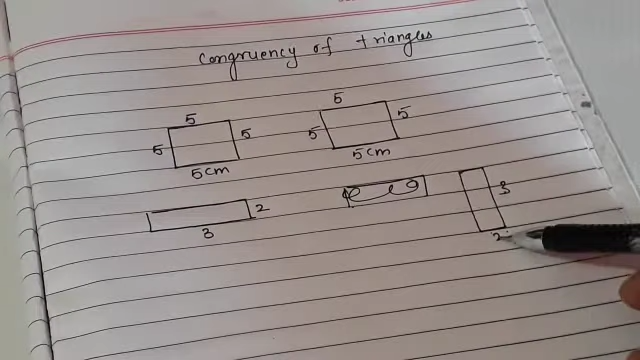 congruency of triangles
5 5
5 5 5 5
5cm 5cm
2 3
3 2